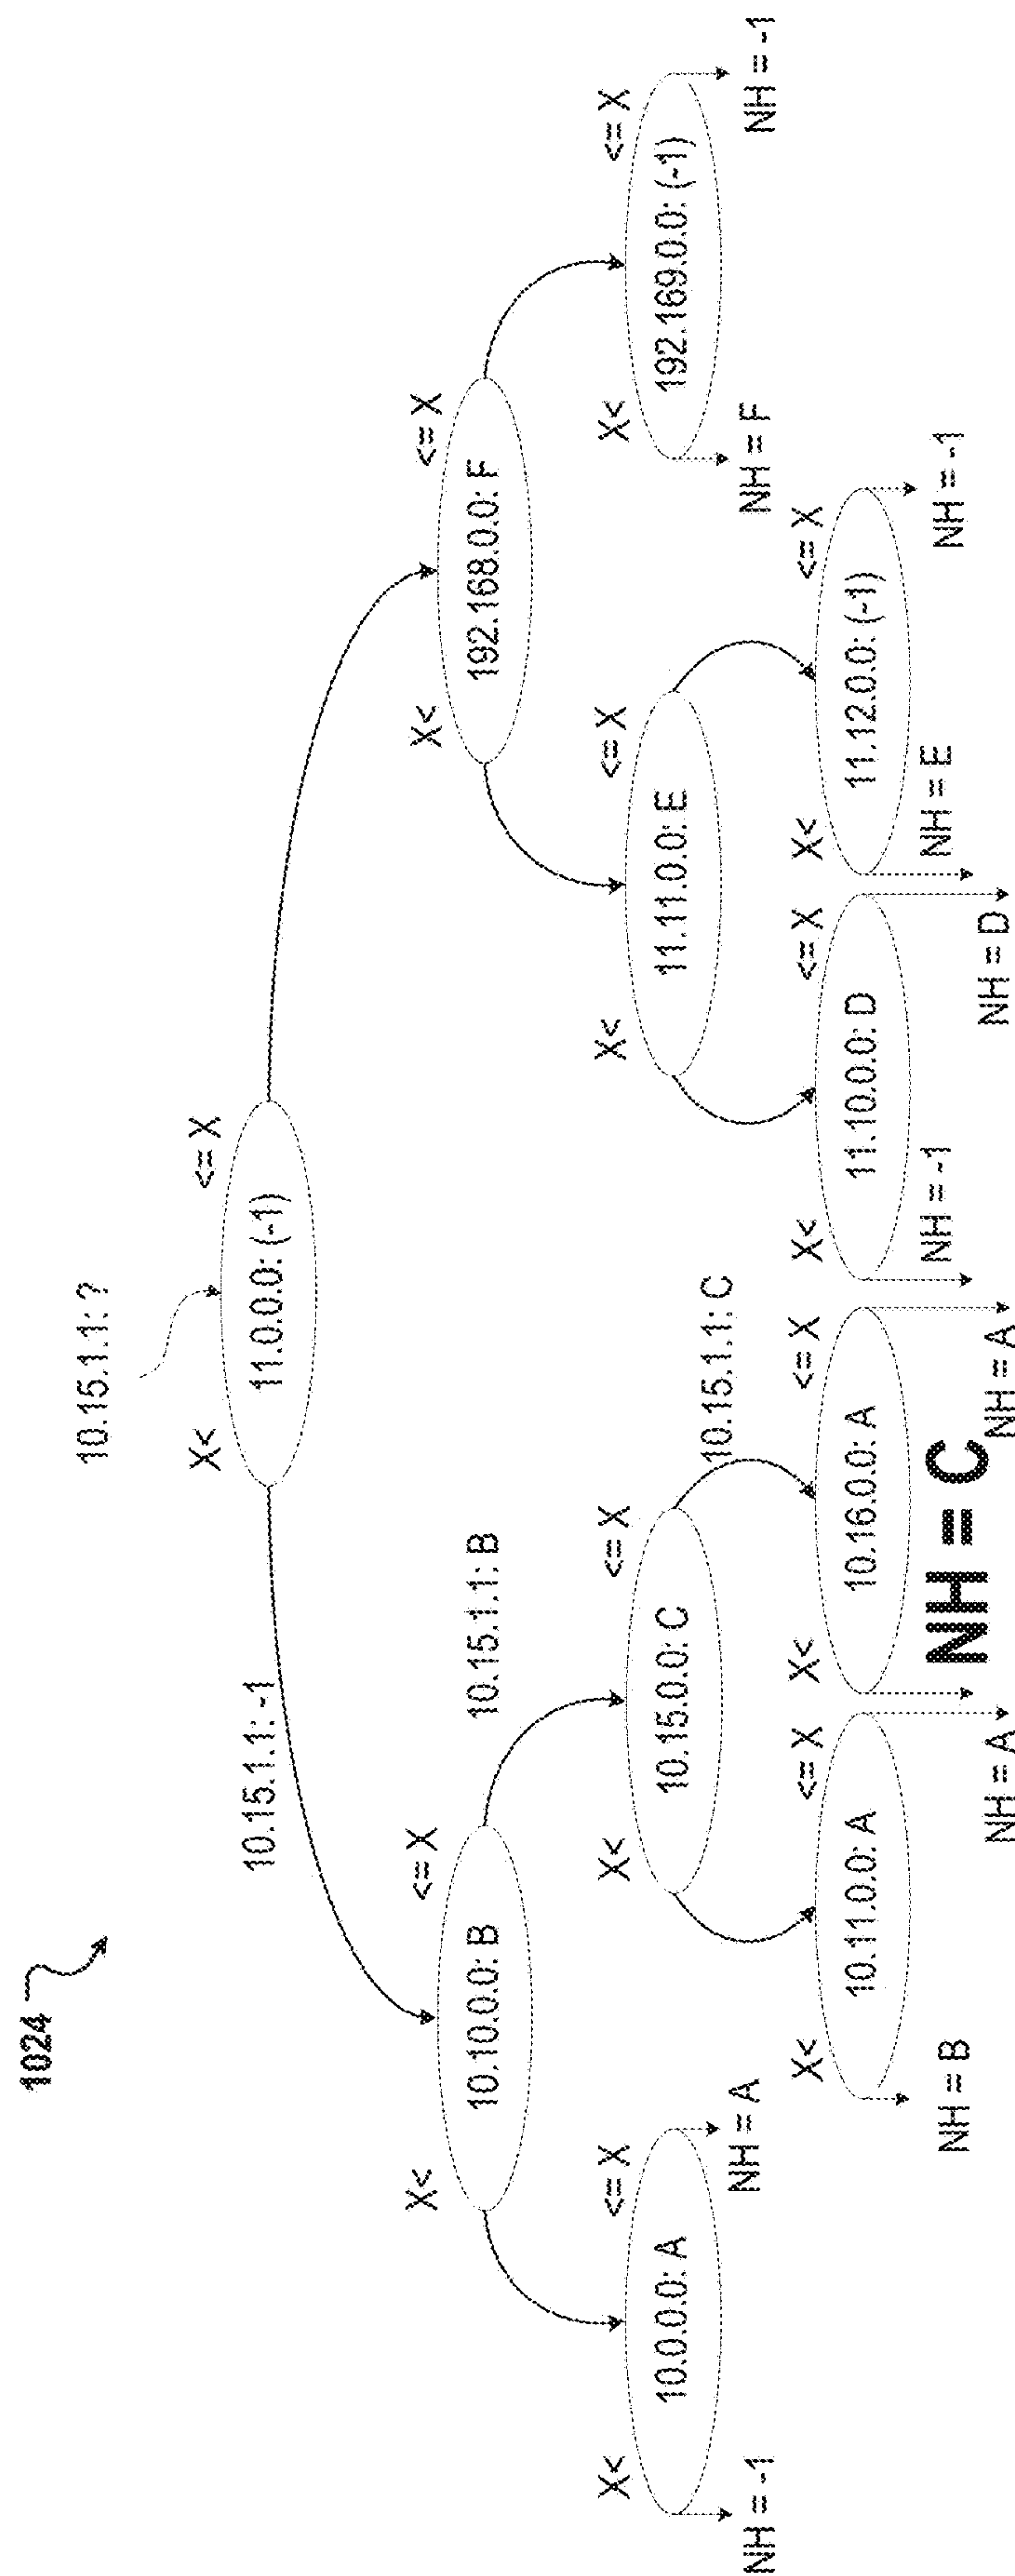 1024
10.15.1.1: ?
X<
<= X
11.0.0.0: (-1)
10.15.1.1: -1
X<
<= X
10.10.0.0: B
10.15.1.1: B
X<
<= X
192.168.0.0: F
X<
<= X
10.0.0.0: A
NH = -1
NH = A
X<
<= X
10.15.0.0: C
10.15.1.1: C
X<
<= X
11.11.0.0: E
X<
<= X
192.169.0.0: (-1)
NH = F
NH = -1
X<
<= X
10.11.0.0: A
NH = B
NH = A
X<
<= X
10.16.0.0: A
NH = C
NH = A
X<
<= X
11.10.0.0: D
NH = -1
NH = D
X<
<= X
11.12.0.0: (-1)
NH = E
NH = -1